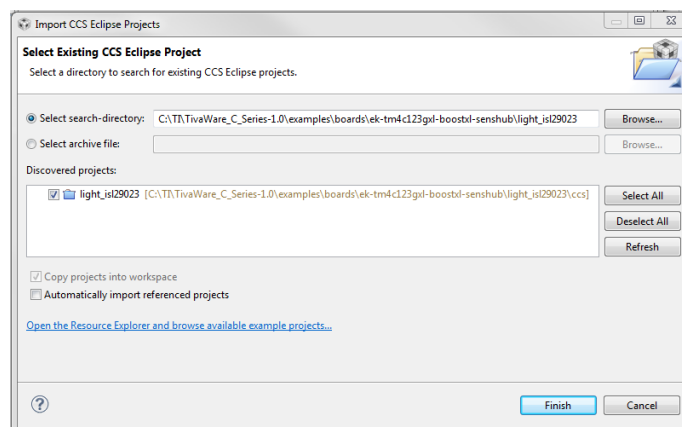 Import CCS Eclipse Projects
Select Existing CCS Eclipse Project
Select a directory to search for existing CCS Eclipse projects.
Select search-directory: C:\TI\TivaWare_C_Series-1.0\examples\boards\ek-tm4c123gxl-boostxl-senshub\light_isl29023 Browse...
Select archive file: Browse...
Discovered projects:
light_isl29023 [C:\TI\TivaWare_C_Series-1.0\examples\boards\ek-tm4c123gxl-boostxl-senshub\light_isl29023\ccs] Select All
Deselect All
Refresh
Copy projects into workspace
Automatically import referenced projects
Open the Resource Explorer and browse available example projects...
? Finish Cancel